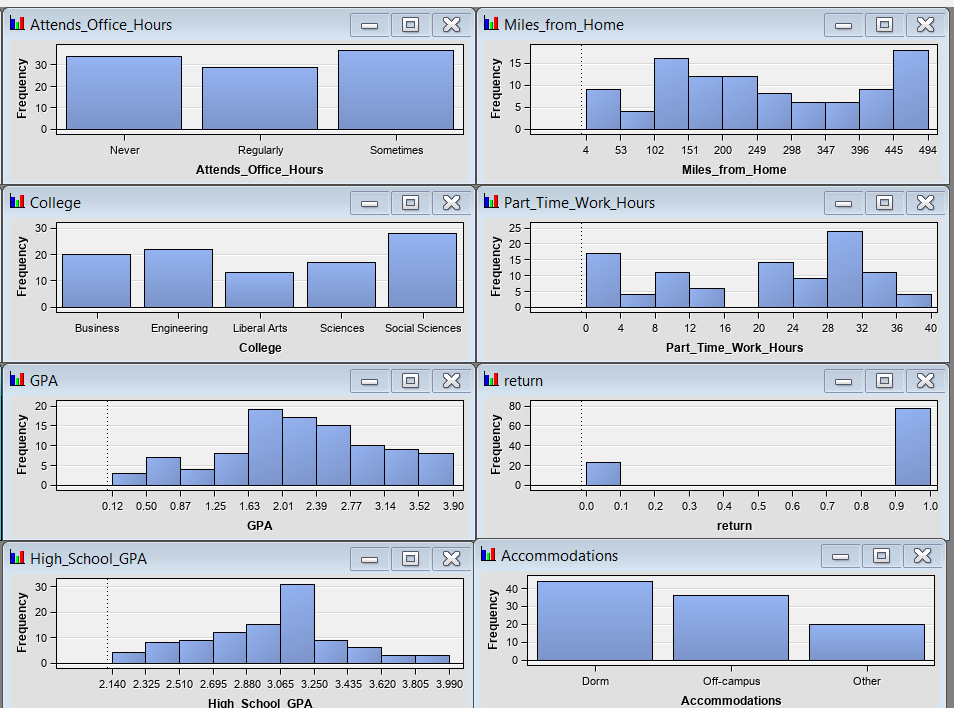 Attends_Office_Hours
Frequency
30
20
10
0
Never Regularly Sometimes
Attends_Office_Hours
Miles_from_Home
Frequency
15
10
5
0
4 53 102 151 200 249 298 347 396 445 494
Miles_from_Home
College
Frequency
30
20
10
0
Business Engineering Liberal Arts Sciences Social Sciences
College
Part_Time_Work_Hours
Frequency
25
20
15
10
5
0
0 4 8 12 16 20 24 28 32 36 40
Part_Time_Work_Hours
GPA
Frequency
20
15
10
5
0
0.12 0.50 0.87 1.25 1.63 2.01 2.39 2.77 3.14 3.52 3.90
GPA
return
Frequency
80
60
40
20
0
0.0 0.1 0.2 0.3 0.4 0.5 0.6 0.7 0.8 0.9 1.0
return
High_School_GPA
Frequency
30
20
10
0
2.140 2.325 2.510 2.695 2.880 3.065 3.250 3.435 3.620 3.805 3.990
High_School_GPA
Accommodations
Frequency
40
30
20
10
0
Dorm Off-campus Other
Accommodations